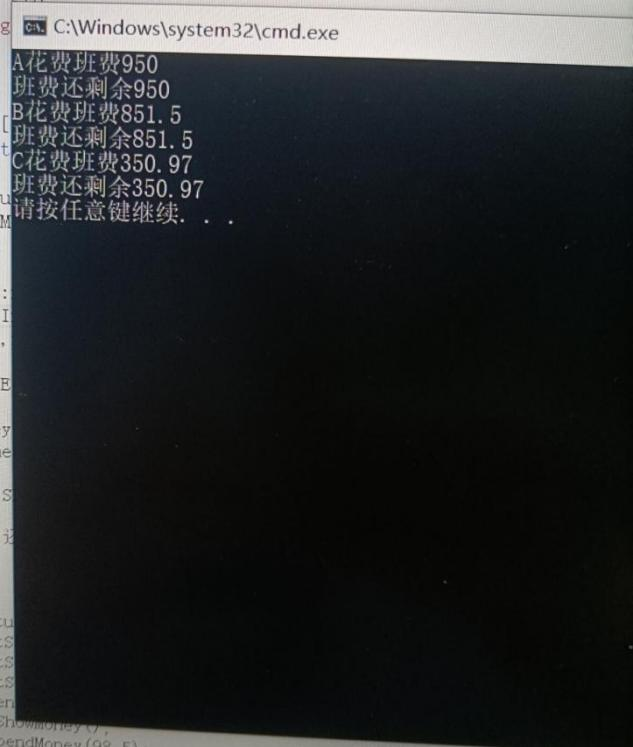 C:\Windows\system32\cmd.exe
A花费班费950
班费还剩余950
B花费班费851.5
班费还剩余851.5
C花费班费350.97
班费还剩余350.97
请按任意键继续. . .